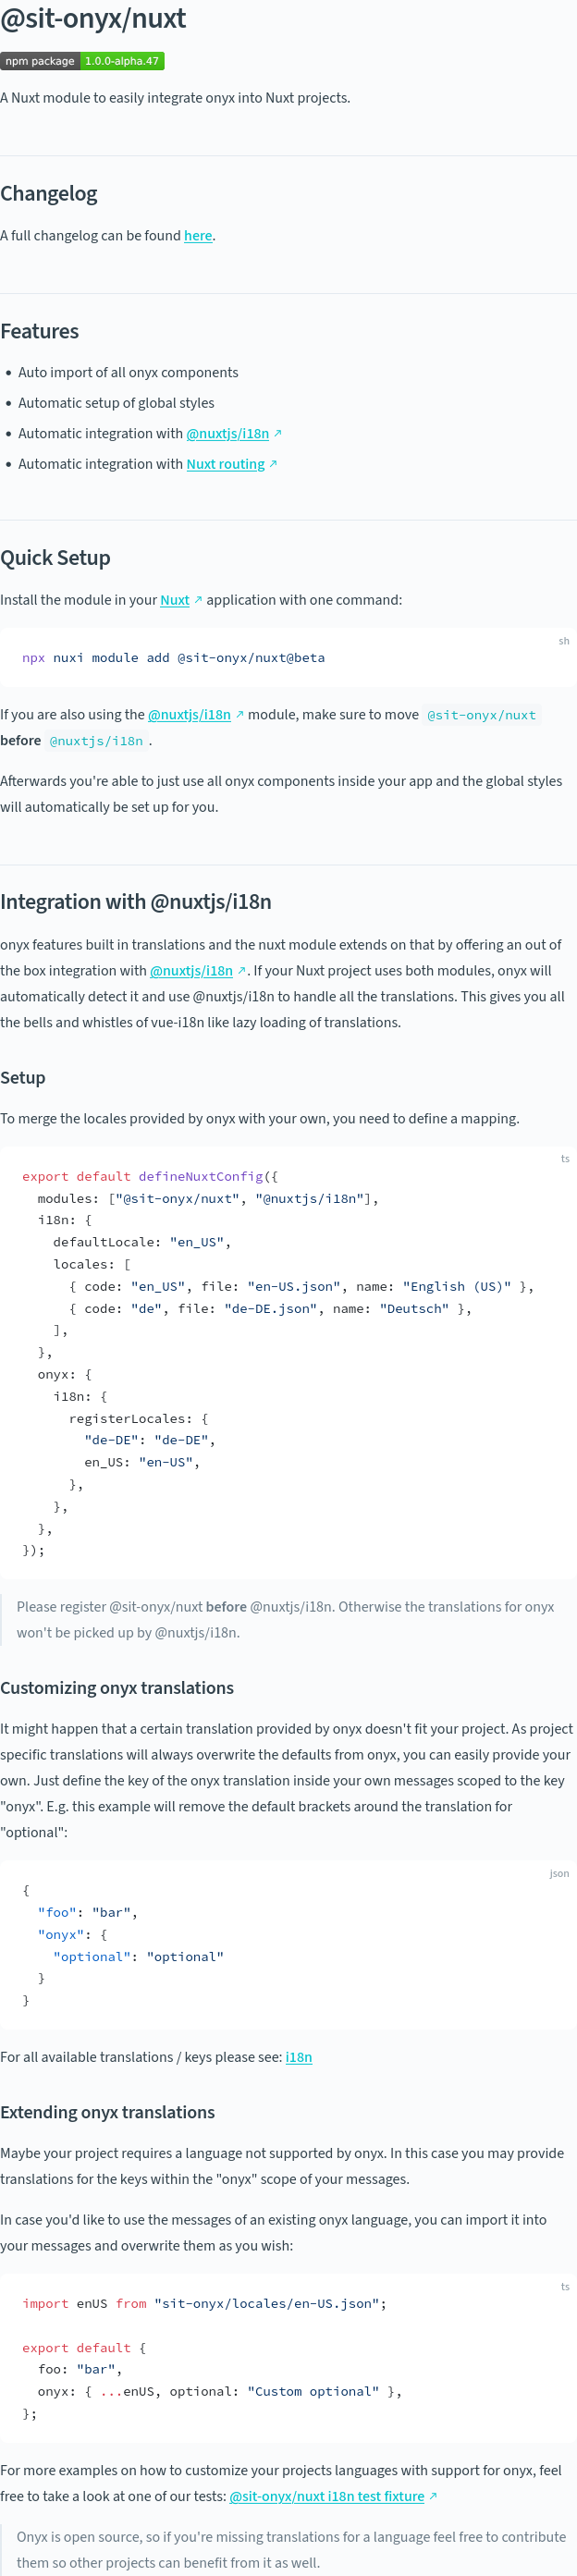 @sit-onyx/nuxt
npm package 1.0.0-alpha.47
A Nuxt module to easily integrate onyx into Nuxt projects.
Changelog
A full changelog can be found here.
Features
• Auto import of all onyx components
• Automatic setup of global styles
• Automatic integration with @nuxtjs/i18n ↗
• Automatic integration with Nuxt routing ↗
Quick Setup
Install the module in your Nuxt ↗ application with one command:
sh
npx nuxi module add @sit-onyx/nuxt@beta
If you are also using the @nuxtjs/i18n ↗ module, make sure to move @sit-onyx/nuxt
before @nuxtjs/i18n.
Afterwards you're able to just use all onyx components inside your app and the global styles
will automatically be set up for you.
Integration with @nuxtjs/i18n
onyx features built in translations and the nuxt module extends on that by offering an out of
the box integration with @nuxtjs/i18n ↗. If your Nuxt project uses both modules, onyx will
automatically detect it and use @nuxtjs/i18n to handle all the translations. This gives you all
the bells and whistles of vue-i18n like lazy loading of translations.
Setup
To merge the locales provided by onyx with your own, you need to define a mapping.
ts
export default defineNuxtConfig({
  modules: ["@sit-onyx/nuxt", "@nuxtjs/i18n"],
  i18n: {
    defaultLocale: "en_US",
    locales: [
      { code: "en_US", file: "en-US.json", name: "English (US)" },
      { code: "de", file: "de-DE.json", name: "Deutsch" },
    ],
  },
  onyx: {
    i18n: {
      registerLocales: {
        "de-DE": "de-DE",
        en_US: "en-US",
      },
    },
  },
});
Please register @sit-onyx/nuxt before @nuxtjs/i18n. Otherwise the translations for onyx
won't be picked up by @nuxtjs/i18n.
Customizing onyx translations
It might happen that a certain translation provided by onyx doesn't fit your project. As project
specific translations will always overwrite the defaults from onyx, you can easily provide your
own. Just define the key of the onyx translation inside your own messages scoped to the key
"onyx". E.g. this example will remove the default brackets around the translation for
"optional":
json
{
  "foo": "bar",
  "onyx": {
    "optional": "optional"
  }
}
For all available translations / keys please see: i18n
Extending onyx translations
Maybe your project requires a language not supported by onyx. In this case you may provide
translations for the keys within the "onyx" scope of your messages.
In case you'd like to use the messages of an existing onyx language, you can import it into
your messages and overwrite them as you wish:
ts
import enUS from "sit-onyx/locales/en-US.json";
export default {
  foo: "bar",
  onyx: { ...enUS, optional: "Custom optional" },
};
For more examples on how to customize your projects languages with support for onyx, feel
free to take a look at one of our tests: @sit-onyx/nuxt i18n test fixture ↗
Onyx is open source, so if you're missing translations for a language feel free to contribute
them so other projects can benefit from it as well.